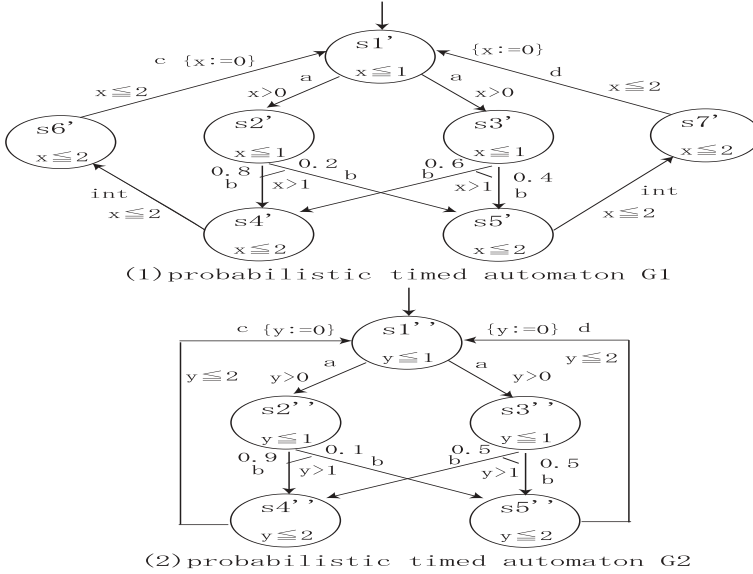 s1'
x≦1
c {x:=0}
{x:=0}
d
a
a
x≦2
x>0
x>0
x≦2
s6'
x≦2
s2'
x≦1
s3'
x≦1
s7'
x≦2
0.8
b
x>1
0.2
b
0.6
b
x>1
0.4
b
int
x≦2
int
x≦2
s4'
x≦2
s5'
x≦2
(1)probabilistic timed automaton G1
s1''
y≦1
c {y:=0}
{y:=0} d
y≦2
a
a
y≦2
y>0
y>0
s2''
y≦1
s3''
y≦1
0.9
b
y>1
0.1
b
0.5
b
y>1
0.5
b
s4''
y≦2
s5''
y≦2
(2)probabilistic timed automaton G2